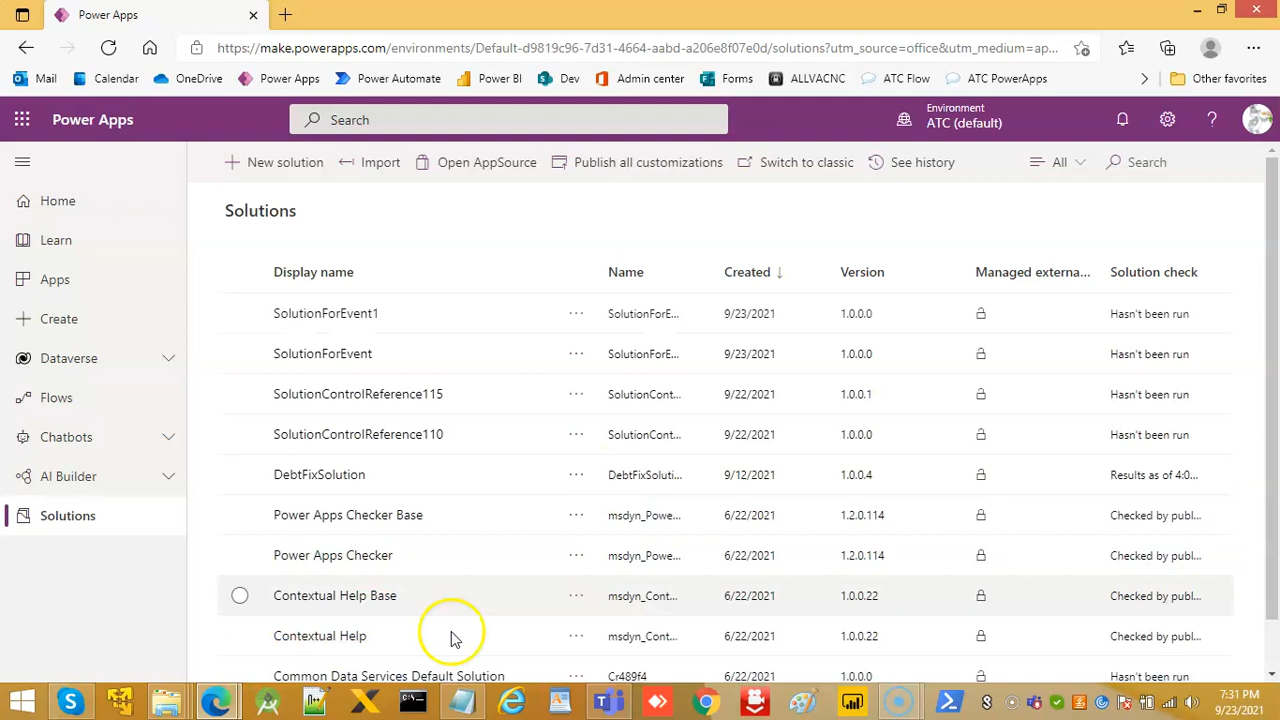 Power Apps
https://make.powerapps.com/environments/Default-d9819c96-7d31-4664-aabd-a206e8f07e0d/solutions?utm_source=office&utm_medium=ap...
Mail Calendar OneDrive Power Apps Power Automate Power BI Dev Admin center Forms ALLVACNC ATC Flow ATC PowerApps Other favorites
Power Apps Search Environment
ATC (default)
New solution Import Open AppSource Publish all customizations Switch to classic See history All Search
Home
Learn
Apps
Create
Dataverse
Flows
Chatbots
AI Builder
Solutions
Solutions
Display name Name Created ↓ Version Managed externa... Solution check
SolutionForEvent1 ... SolutionForE... 9/23/2021 1.0.0.0 Hasn't been run
SolutionForEvent ... SolutionForE... 9/23/2021 1.0.0.0 Hasn't been run
SolutionControlReference115 ... SolutionCont... 9/22/2021 1.0.0.1 Hasn't been run
SolutionControlReference110 ... SolutionCont... 9/22/2021 1.0.0.0 Hasn't been run
DebtFixSolution ... DebtFixSoluti... 9/12/2021 1.0.0.4 Results as of 4:0...
Power Apps Checker Base ... msdyn_Powe... 6/22/2021 1.2.0.114 Checked by publ...
Power Apps Checker ... msdyn_Powe... 6/22/2021 1.2.0.114 Checked by publ...
Contextual Help Base ... msdyn_Cont... 6/22/2021 1.0.0.22 Checked by publ...
Contextual Help ... msdyn_Cont... 6/22/2021 1.0.0.22 Checked by publ...
Common Data Services Default Solution ... Cr489f4 6/22/2021 1.0.0.0 Hasn't been run
7:31 PM
9/23/2021